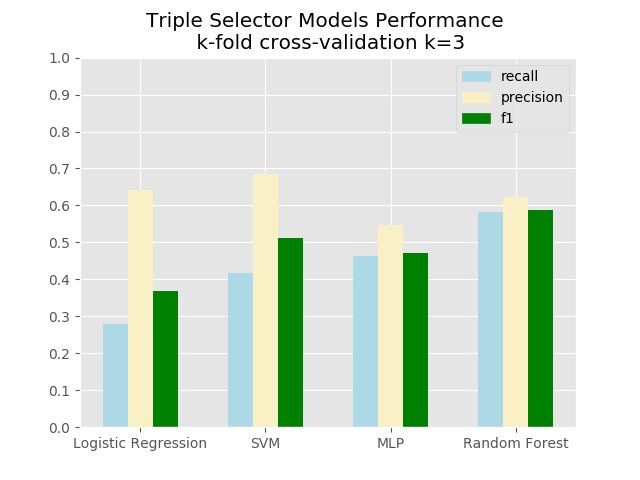 Triple Selector Models Performance
k-fold cross-validation k=3
1.0
0.9
0.8
0.7
0.6
0.5
0.4
0.3
0.2
0.1
0.0
recall
precision
f1
Logistic Regression
SVM
MLP
Random Forest